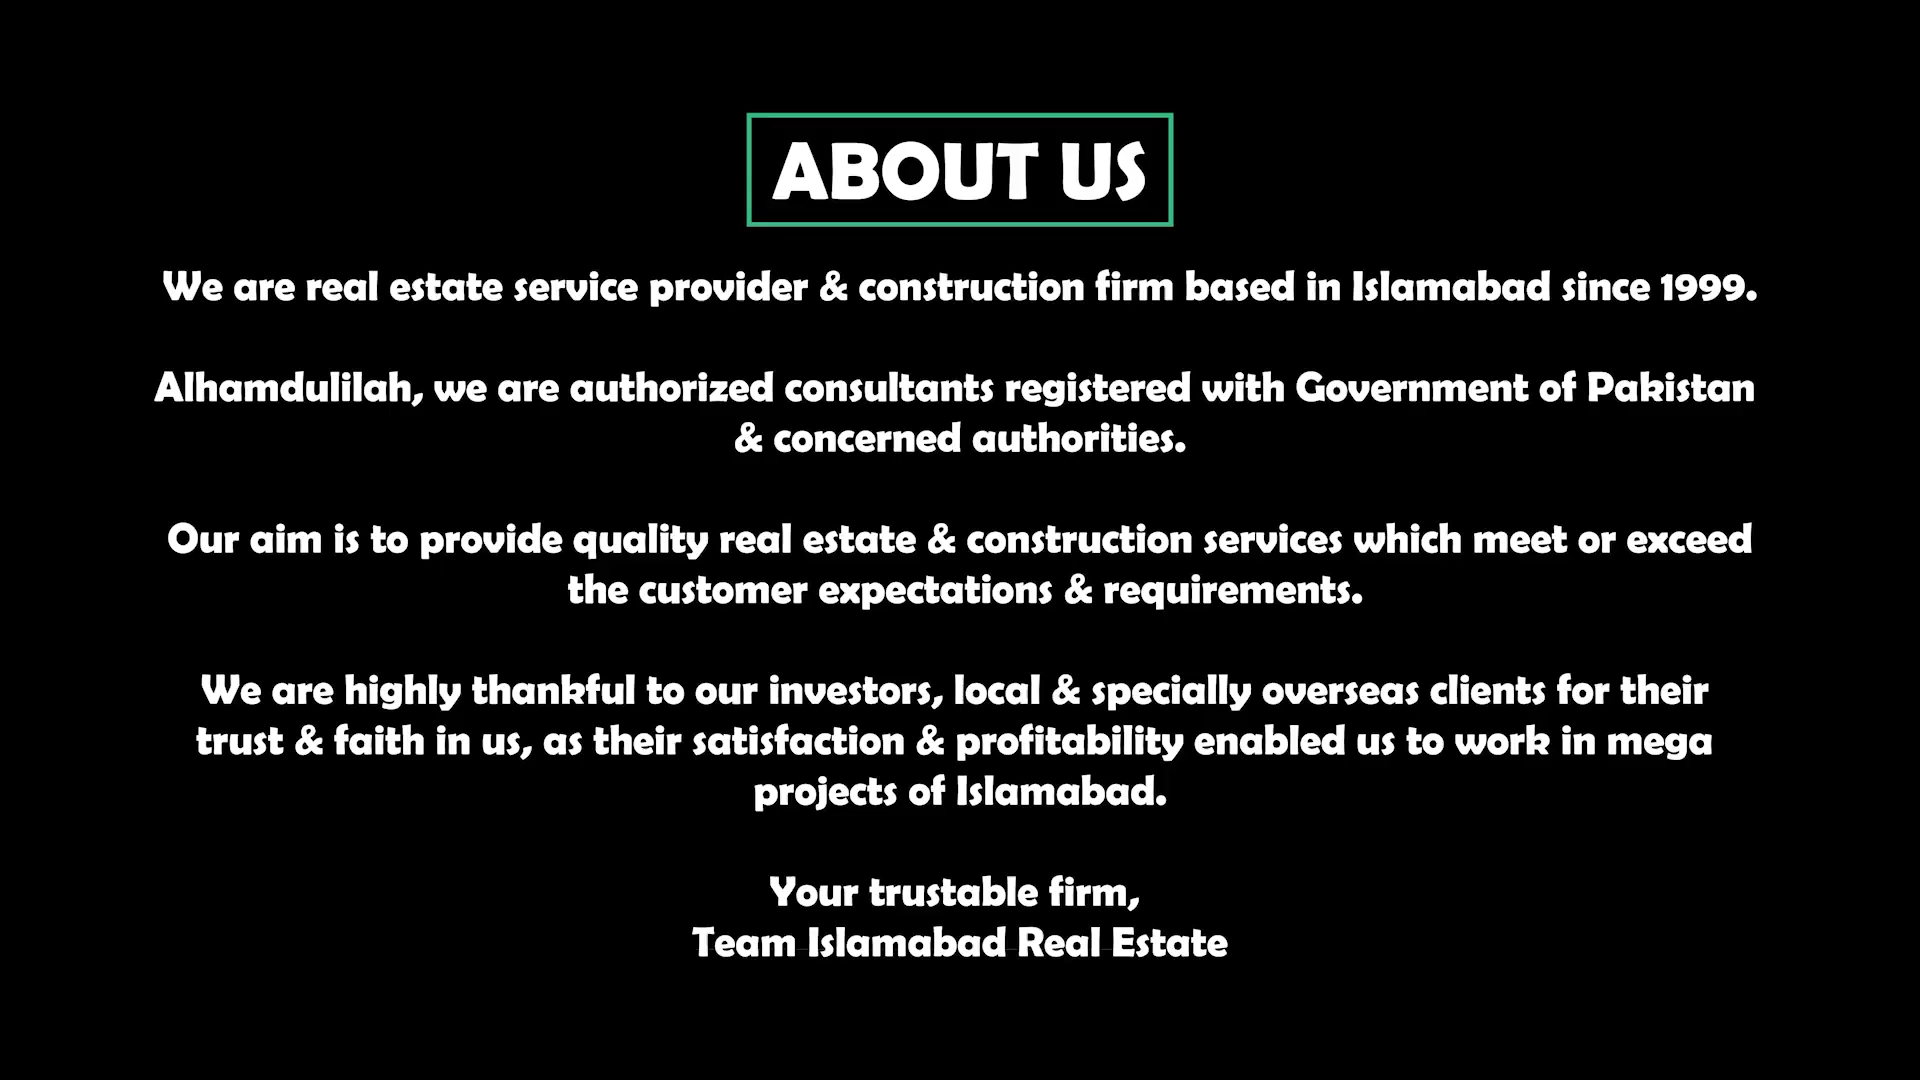 ABOUT US
We are real estate service provider & construction firm based in Islamabad since 1999.
Alhamdulilah, we are authorized consultants registered with Government of Pakistan
& concerned authorities.
Our aim is to provide quality real estate & construction services which meet or exceed
the customer expectations & requirements.
We are highly thankful to our investors, local & specially overseas clients for their
trust & faith in us, as their satisfaction & profitability enabled us to work in mega
projects of Islamabad.
Your trustable firm,
Team Islamabad Real Estate